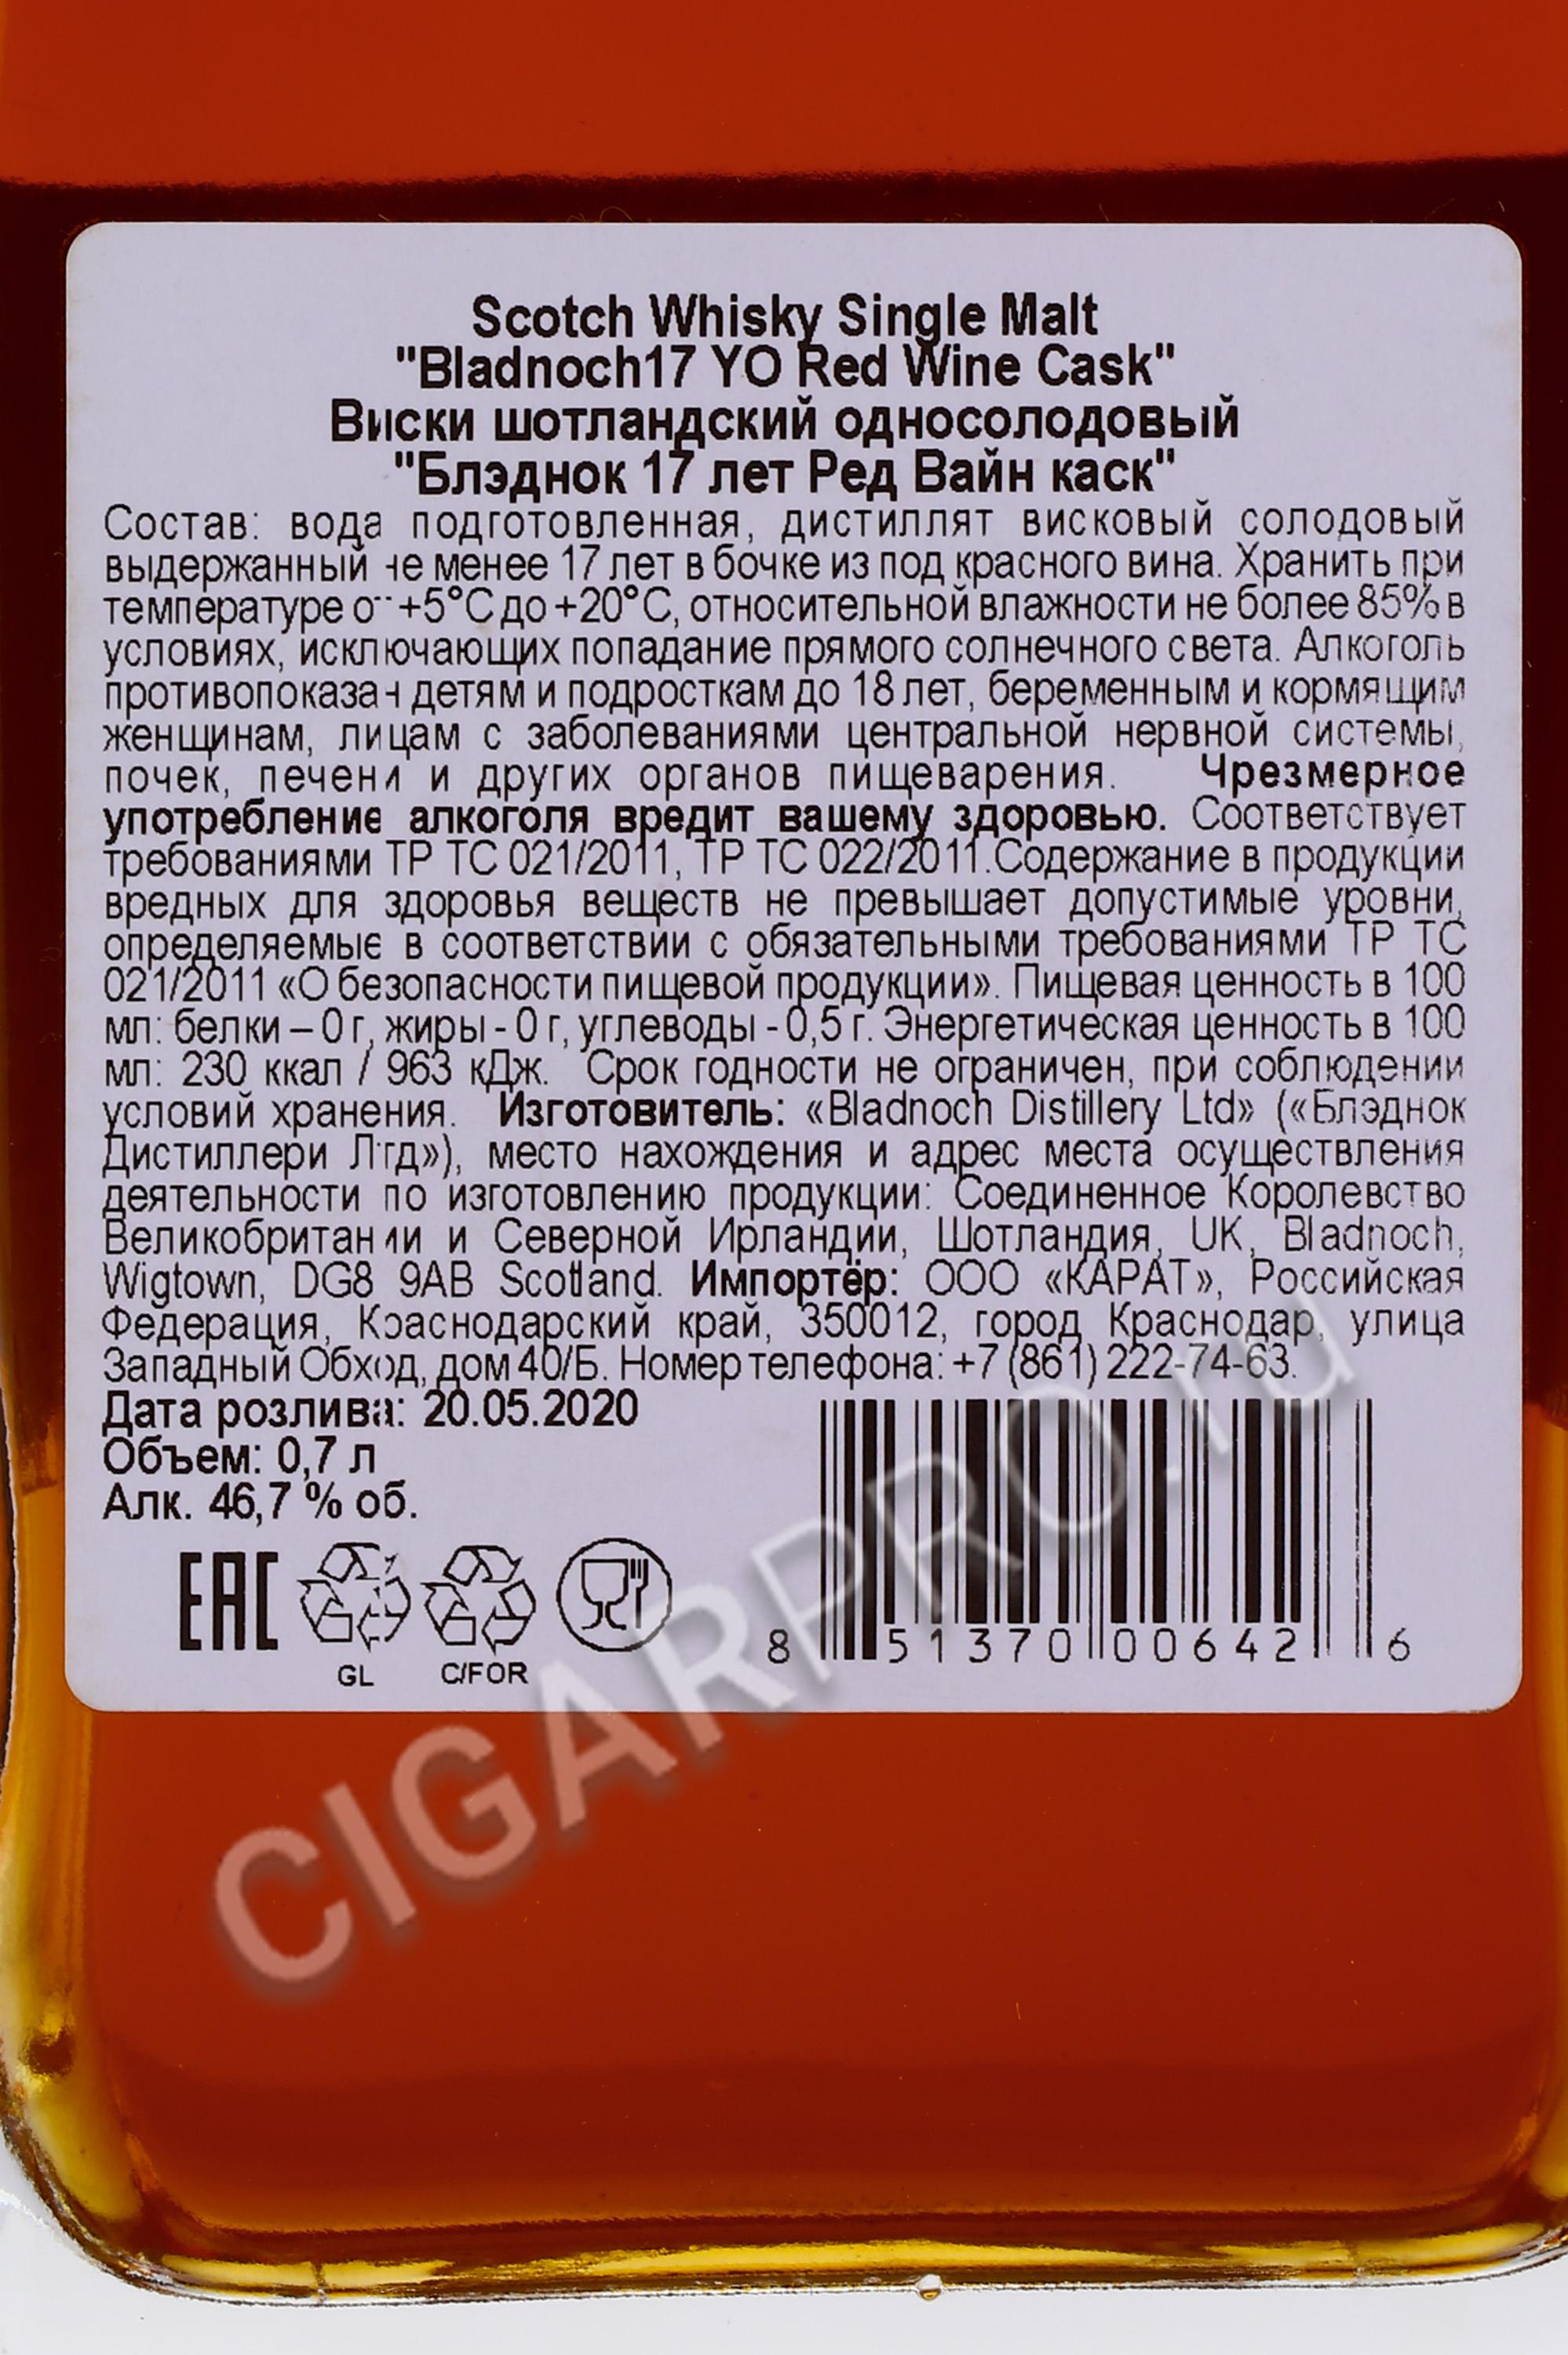 Scotch Whisky Single Malt
"Bladnoch17 YO Red Wine Cask"
Виски шотландский односолодовый
"Блэднок 17 лет Ред Вайн каск"
Состав: вода подготовленная, дистиллят висковый солодовый
выдержанный не менее 17 лет в бочке из под красного вина. Хранить при
температуре от +5°С до +20°С, относительной влажности не более 85% в
условиях, исключающих попадание прямого солнечного света. Алкоголь
противопоказан детям и подросткам до 18 лет, беременным и кормящим
женщинам, лицам с заболеваниями центральной нервной системы,
почек, печени и других органов пищеварения. Чрезмерное
употребление алкоголя вредит вашему здоровью. Соответствует
требованиями ТР ТС 021/2011, ТР ТС 022/2011.Содержание в продукции
вредных для здоровья веществ не превышает допустимые уровни,
определяемые в соответствии с обязательными требованиями ТР ТС
021/2011 «О безопасности пищевой продукции». Пищевая ценность в 100
мл: белки – 0 г, жиры - 0 г, углеводы - 0,5 г. Энергетическая ценность в 100
мл: 230 ккал / 963 кДж. Срок годности не ограничен, при соблюдении
условий хранения. Изготовитель: «Bladnoch Distillery Ltd» («Блэднок
Дистиллери Лтд»), место нахождения и адрес места осуществления
деятельности по изготовлению продукции: Соединенное Королевство
Великобритании и Северной Ирландии, Шотландия, UK, Bladnoch,
Wigtown, DG8 9AB Scotland. Импортёр: ООО «КАРАТ», Российская
Федерация, Краснодарский край, 350012, город Краснодар, улица
Западный Обход, дом 40/Б. Номер телефона: +7 (861) 222-74-63.
Дата розлива: 20.05.2020
Объем: 0,7 л
Алк. 46,7 % об.
EAC
GL
C/FOR
8 51370 00642 6
CIGARPRO.ru